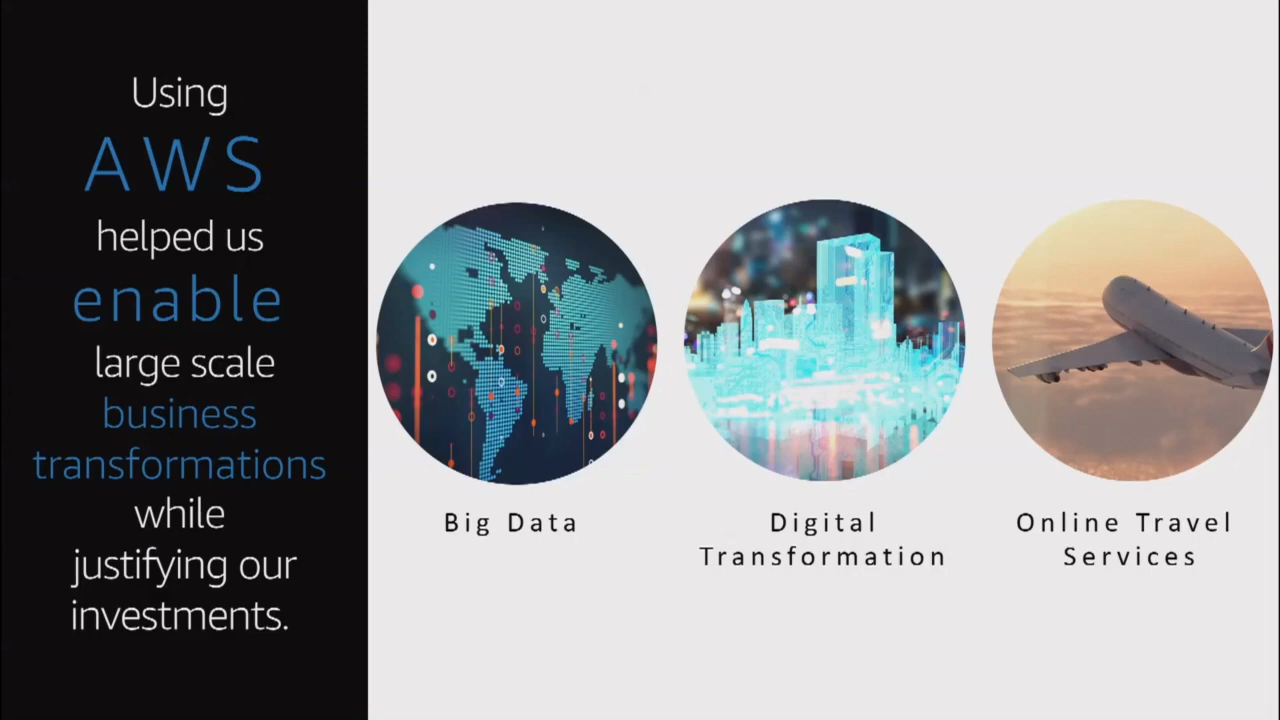 Using
AWS
helped us
enable
large scale
business
transformations
while
justifying our
investments.
Big Data
Digital
Transformation
Online Travel
Services